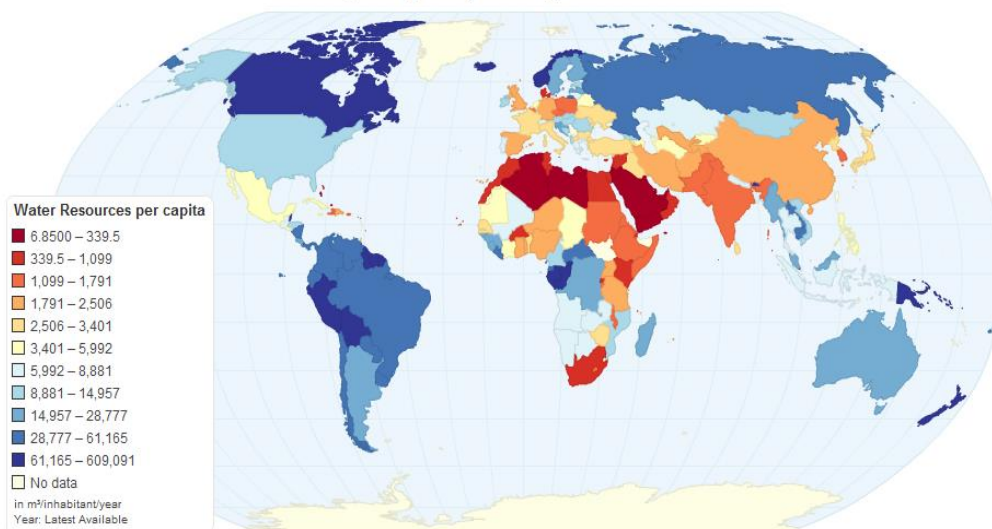 Water Resources per capita
6.8500 – 339.5
339.5 – 1,099
1,099 – 1,791
1,791 – 2,506
2,506 – 3,401
3,401 – 5,992
5,992 – 8,881
8,881 – 14,957
14,957 – 28,777
28,777 – 61,165
61,165 – 609,091
No data
in m³/inhabitant/year
Year: Latest Available